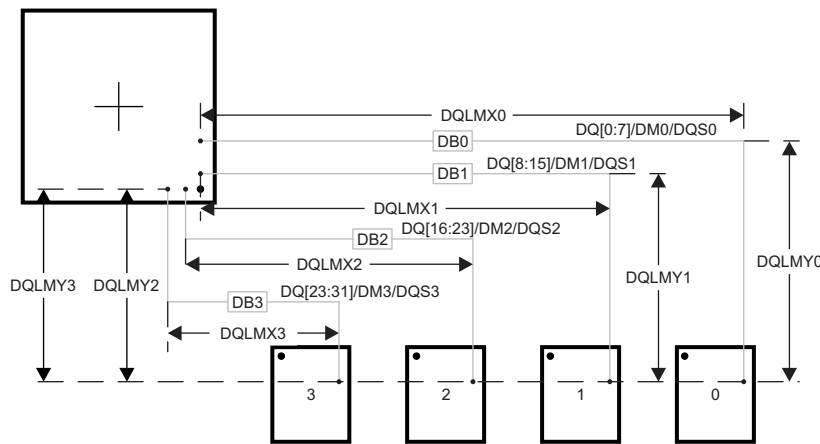 DQLMX0
DQ[0:7]/DM0/DQS0
DB0
DQ[8:15]/DM1/DQS1
DB1
DQLMX1
DQ[16:23]/DM2/DQS2
DB2
DQLMX2
DQLMY3
DQLMY2
DQLMY1
DQLMY0
DQ[23:31]/DM3/DQS3
DB3
DQLMX3
3
2
1
0